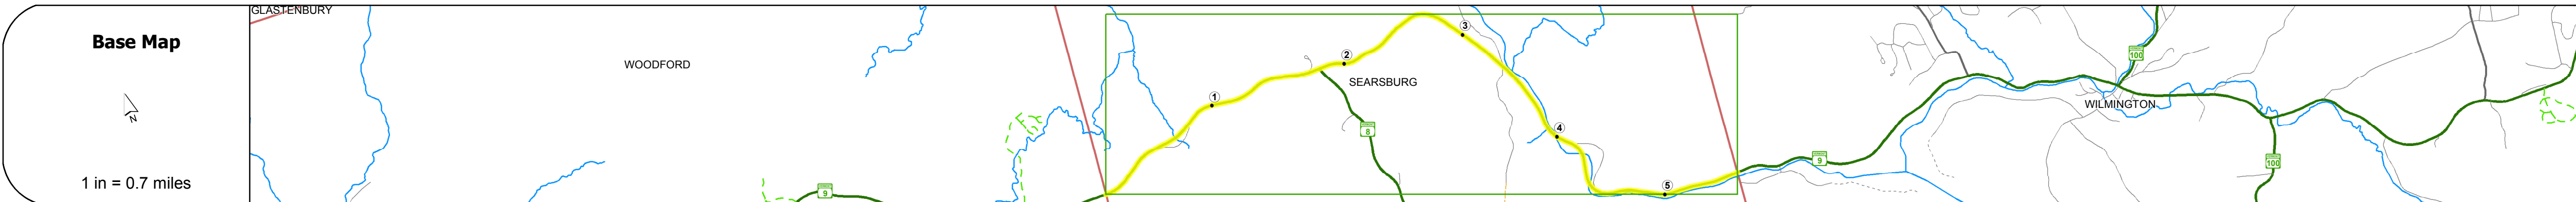 GLASTENBURY
Base Map
N
1 in = 0.7 miles
WOODFORD
9
1
2
3
SEARSBURG
8
4
5
9
100
WILMINGTON
100